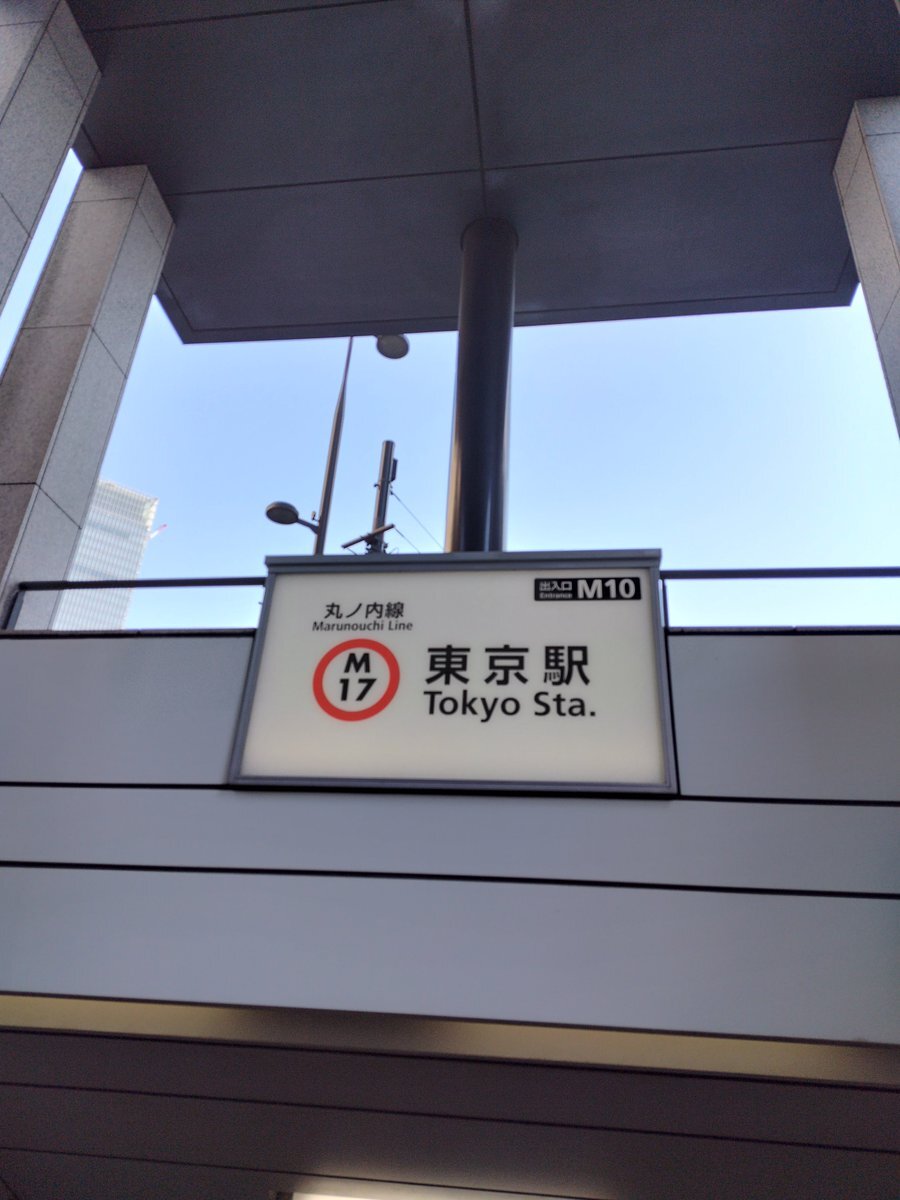 出入口
Entrance
M10
丸ノ内線
Marunouchi Line
M
17
東京駅
Tokyo Sta.